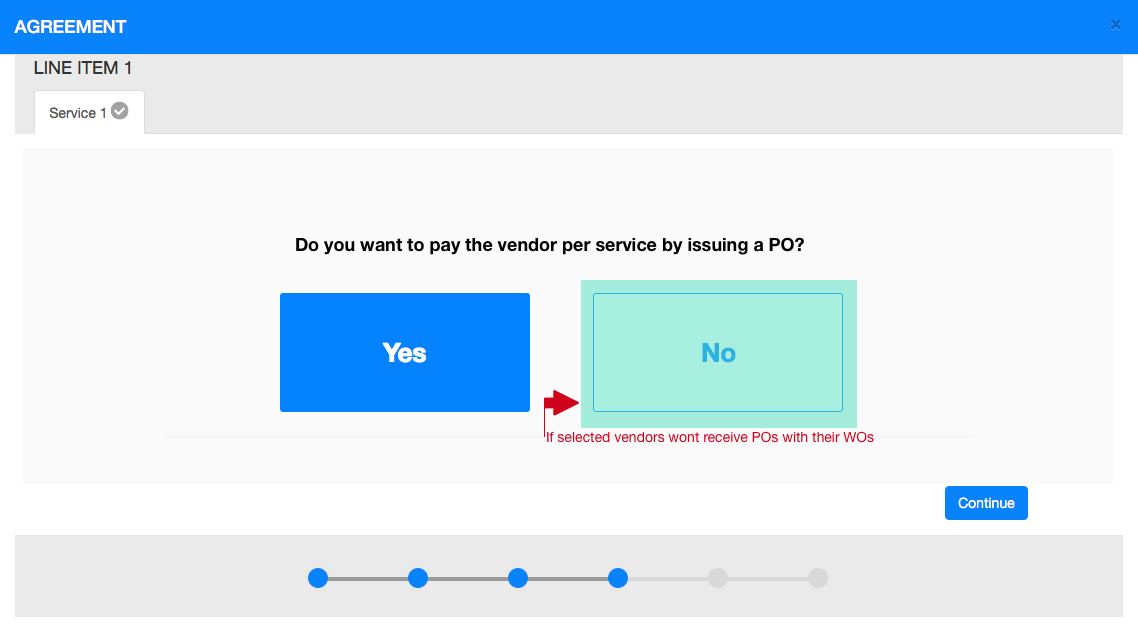 AGREEMENT
×
LINE ITEM 1
Service 1
Do you want to pay the vendor per service by issuing a PO?
Yes
No
If selected vendors wont receive POs with their WOs
Continue